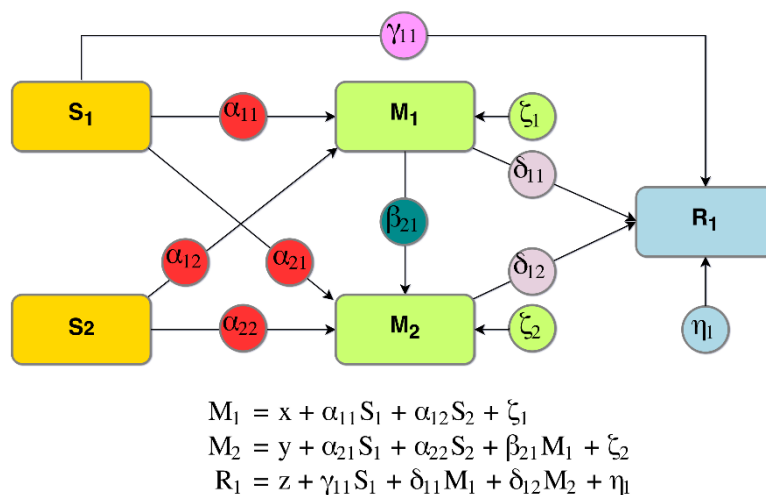 γ₁₁
S₁
α₁₁
M₁
ζ₁
δ₁₁
R₁
β₂₁
α₁₂
α₂₁
δ₁₂
S2
α₂₂
M₂
ζ₂
η₁
M₁ = x + α₁₁S₁ + α₁₂S₂ + ζ₁
M₂ = y + α₂₁S₁ + α₂₂S₂ + β₂₁M₁ + ζ₂
R₁ = z + γ₁₁S₁ + δ₁₁M₁ + δ₁₂M₂ + η₁